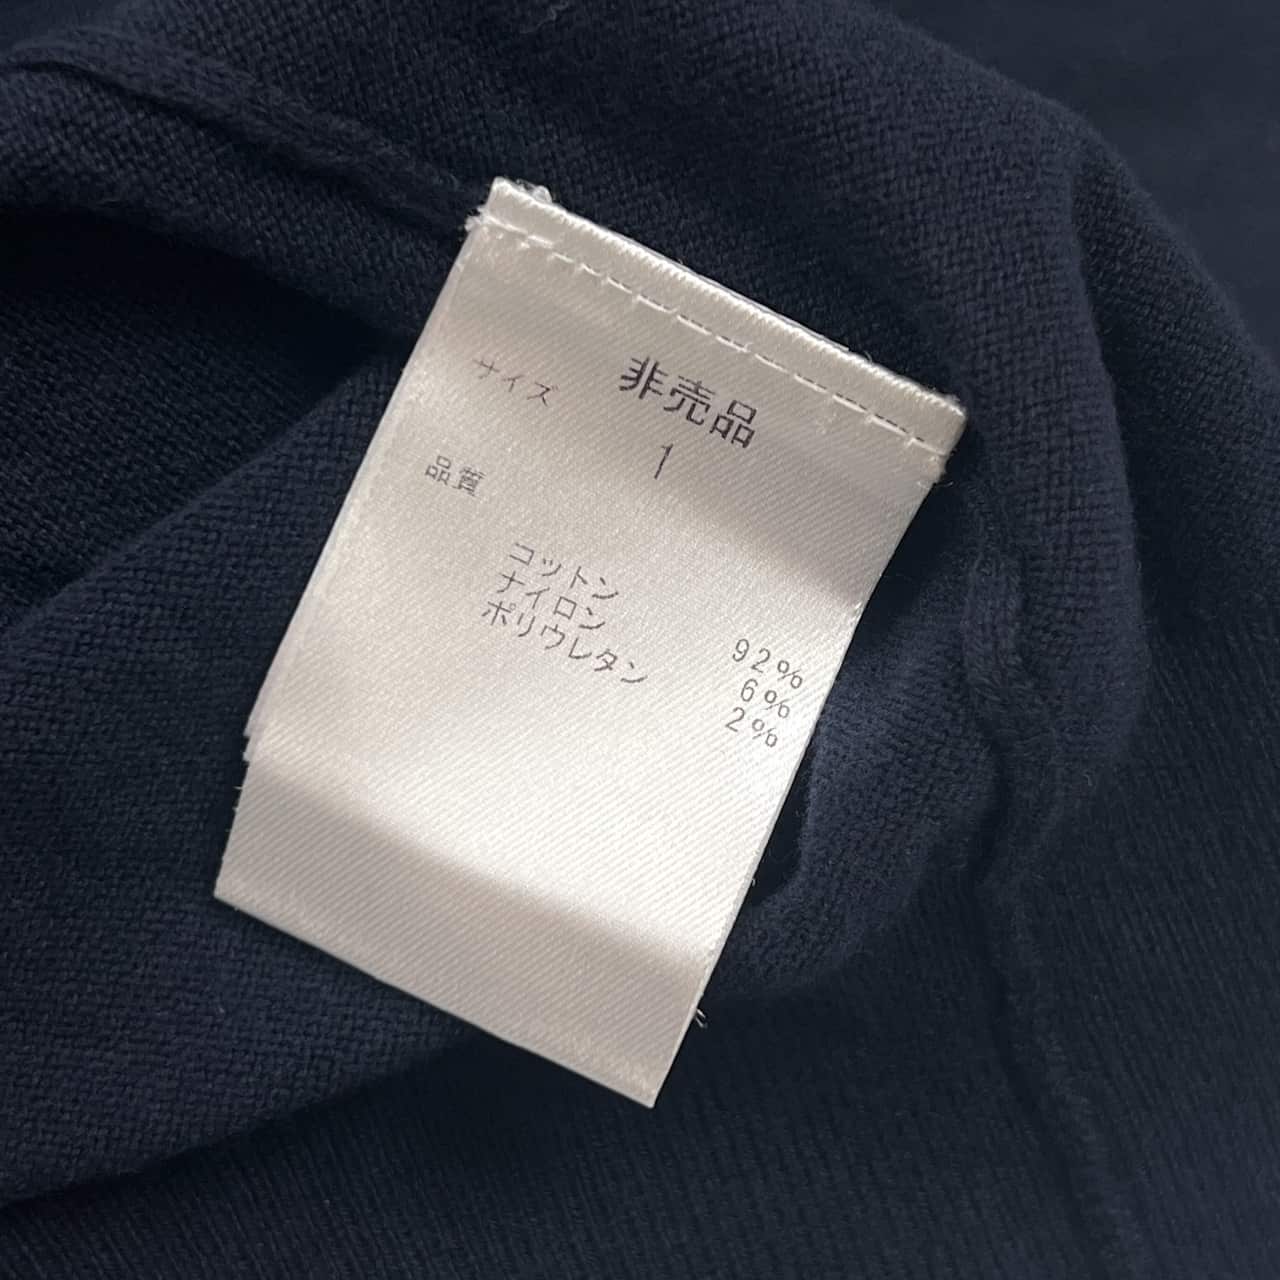 非売品
サイズ 1
品質
コットン 92%
ナイロン 6%
ポリウレタン 2%